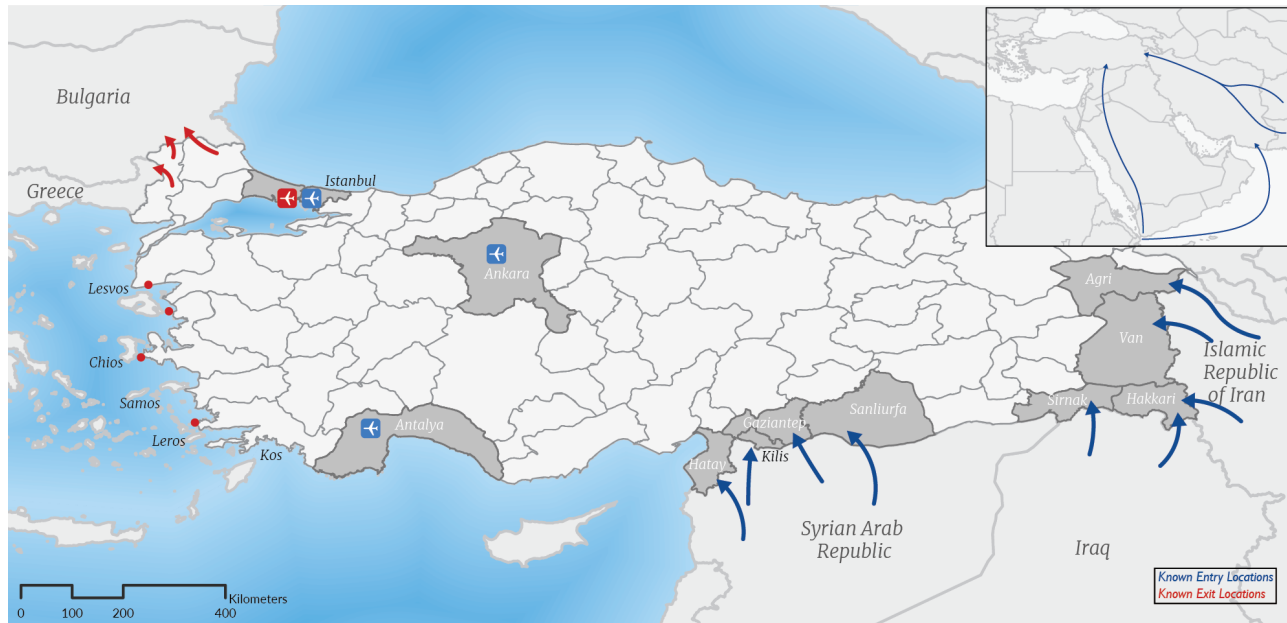 Bulgaria
Greece
Istanbul
Ankara
Lesvos
Chios
Samos
Leros
Kos
Antalya
Agri
Van
Islamic
Republic
of Iran
Sirnak
Hakkari
Sanliurfa
Gaziantep
Kilis
Hatay
Syrian Arab
Republic
Iraq
Kilometers
0 100 200 400
Known Entry Locations
Known Exit Locations